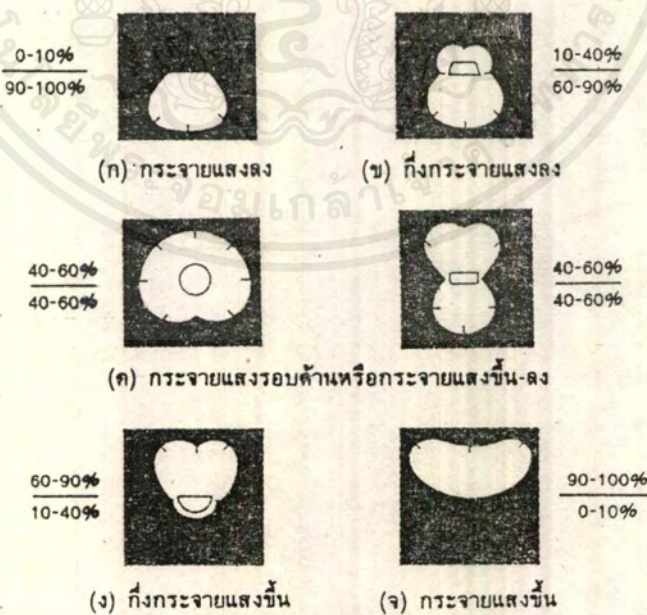 0-10%
90-100%
10-40%
60-90%
(ก) กระจายแสงลง
(ข) กึ่งกระจายแสงลง
40-60%
40-60%
40-60%
40-60%
(ค) กระจายแสงรอบด้านหรือกระจายแสงขึ้น-ลง
60-90%
10-40%
90-100%
0-10%
(ง) กึ่งกระจายแสงขึ้น
(จ) กระจายแสงขึ้น